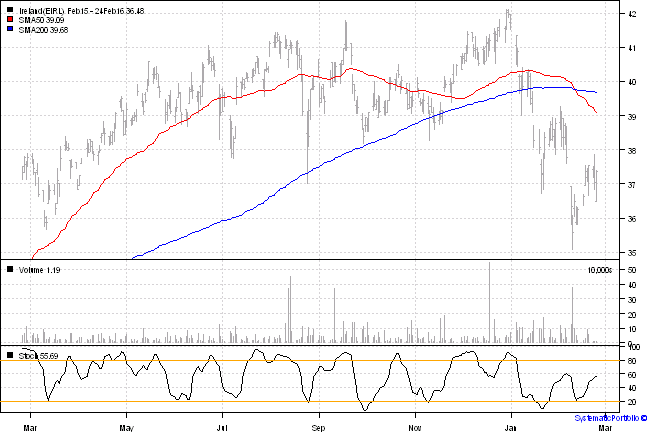 Ireland (EIRL) Feb15 - 24Feb16 36.48
SMA50 39.09
SMA200 39.68
42
41
40
39
38
37
36
35
Volume 1.19
10,000s
50
40
30
20
10
0
Stoch 55.69
100
80
60
40
20
Mar May Jul Sep Nov Jan Mar
SystematicPortfolio ©